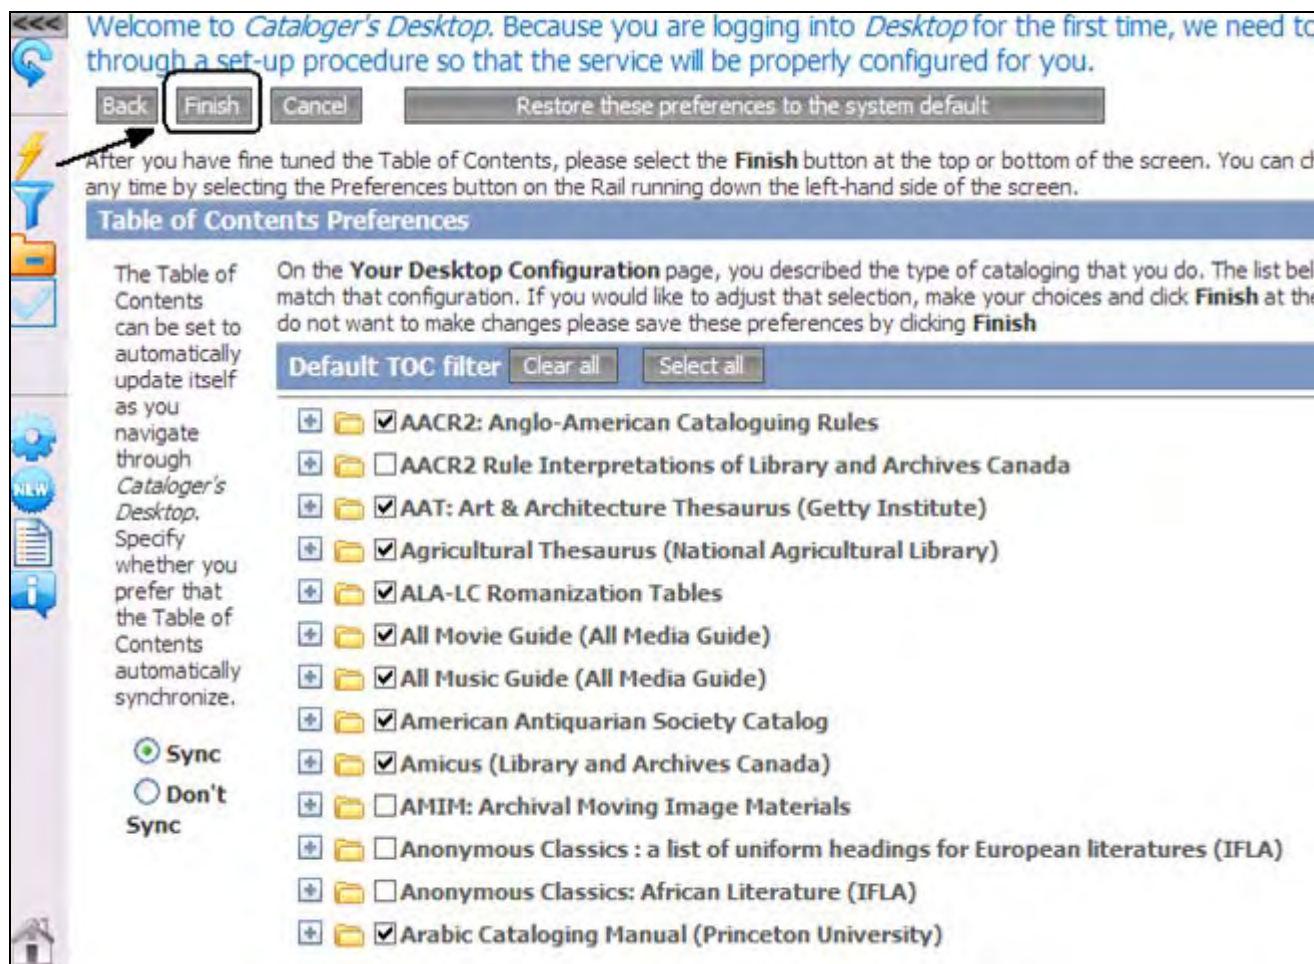 <<<
Welcome to Cataloger's Desktop. Because you are logging into Desktop for the first time, we need to
through a set-up procedure so that the service will be properly configured for you.
Back Finish Cancel Restore these preferences to the system default
After you have fine tuned the Table of Contents, please select the Finish button at the top or bottom of the screen. You can
any time by selecting the Preferences button on the Rail running down the left-hand side of the screen.
Table of Contents Preferences
The Table of
Contents
can be set to
automatically
update itself
as you
navigate
through
Cataloger's
Desktop.
Specify
whether you
prefer that
the Table of
Contents
automatically
synchronize.
Sync
Don't
Sync
On the Your Desktop Configuration page, you described the type of cataloging that you do. The list
match that configuration. If you would like to adjust that selection, make your choices and click Finish at the
do not want to make changes please save these preferences by clicking Finish
Default TOC filter Clear all Select all
AACR2: Anglo-American Cataloguing Rules
AACR2 Rule Interpretations of Library and Archives Canada
AAT: Art & Architecture Thesaurus (Getty Institute)
Agricultural Thesaurus (National Agricultural Library)
ALA-LC Romanization Tables
All Movie Guide (All Media Guide)
All Music Guide (All Media Guide)
American Antiquarian Society Catalog
Amicus (Library and Archives Canada)
AMIM: Archival Moving Image Materials
Anonymous Classics : a list of uniform headings for European literatures (IFLA)
Anonymous Classics: African Literature (IFLA)
Arabic Cataloging Manual (Princeton University)
NEW